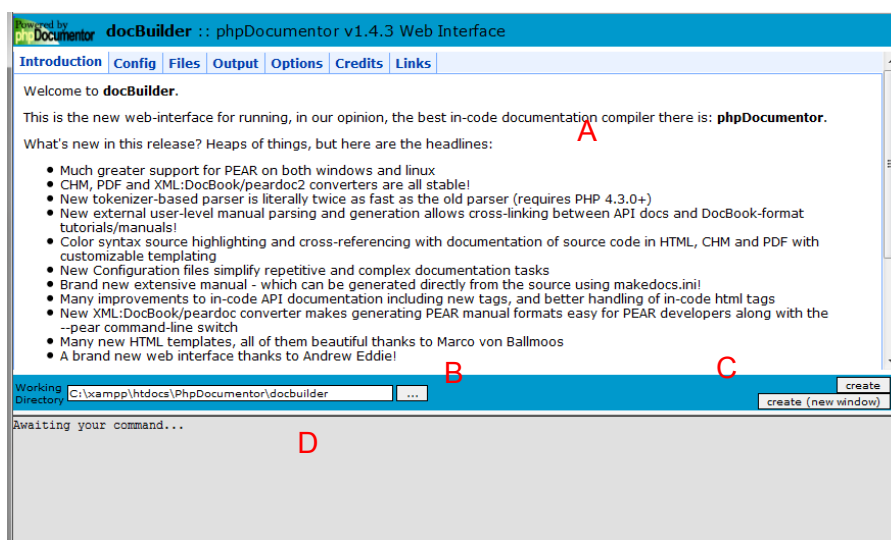 Powered by
phpDocumentor docBuilder :: phpDocumentor v1.4.3 Web Interface
Introduction Config Files Output Options Credits Links
Welcome to docBuilder.
This is the new web-interface for running, in our opinion, the best in-code documentation compiler there is: phpDocumentor.
A
What's new in this release? Heaps of things, but here are the headlines:
• Much greater support for PEAR on both windows and linux
• CHM, PDF and XML:DocBook/peardoc2 converters are all stable!
• New tokenizer-based parser is literally twice as fast as the old parser (requires PHP 4.3.0+)
• New external user-level manual parsing and generation allows cross-linking between API docs and DocBook-format
tutorials/manuals!
• Color syntax source highlighting and cross-referencing with documentation of source code in HTML, CHM and PDF with
customizable templating
• New Configuration files simplify repetitive and complex documentation tasks
• Brand new extensive manual - which can be generated directly from the source using makedocs.ini!
• Many improvements to in-code API documentation including new tags, and better handling of in-code html tags
• New XML:DocBook/peardoc converter makes generating PEAR manual formats easy for PEAR developers along with the
--pear command-line switch
• Many new HTML templates, all of them beautiful thanks to Marco von Ballmoos
• A brand new web interface thanks to Andrew Eddie!
B
C
Working
Directory C:\xampp\htdocs\PhpDocumentor\docbuilder ...
create
create (new window)
Awaiting your command...
D